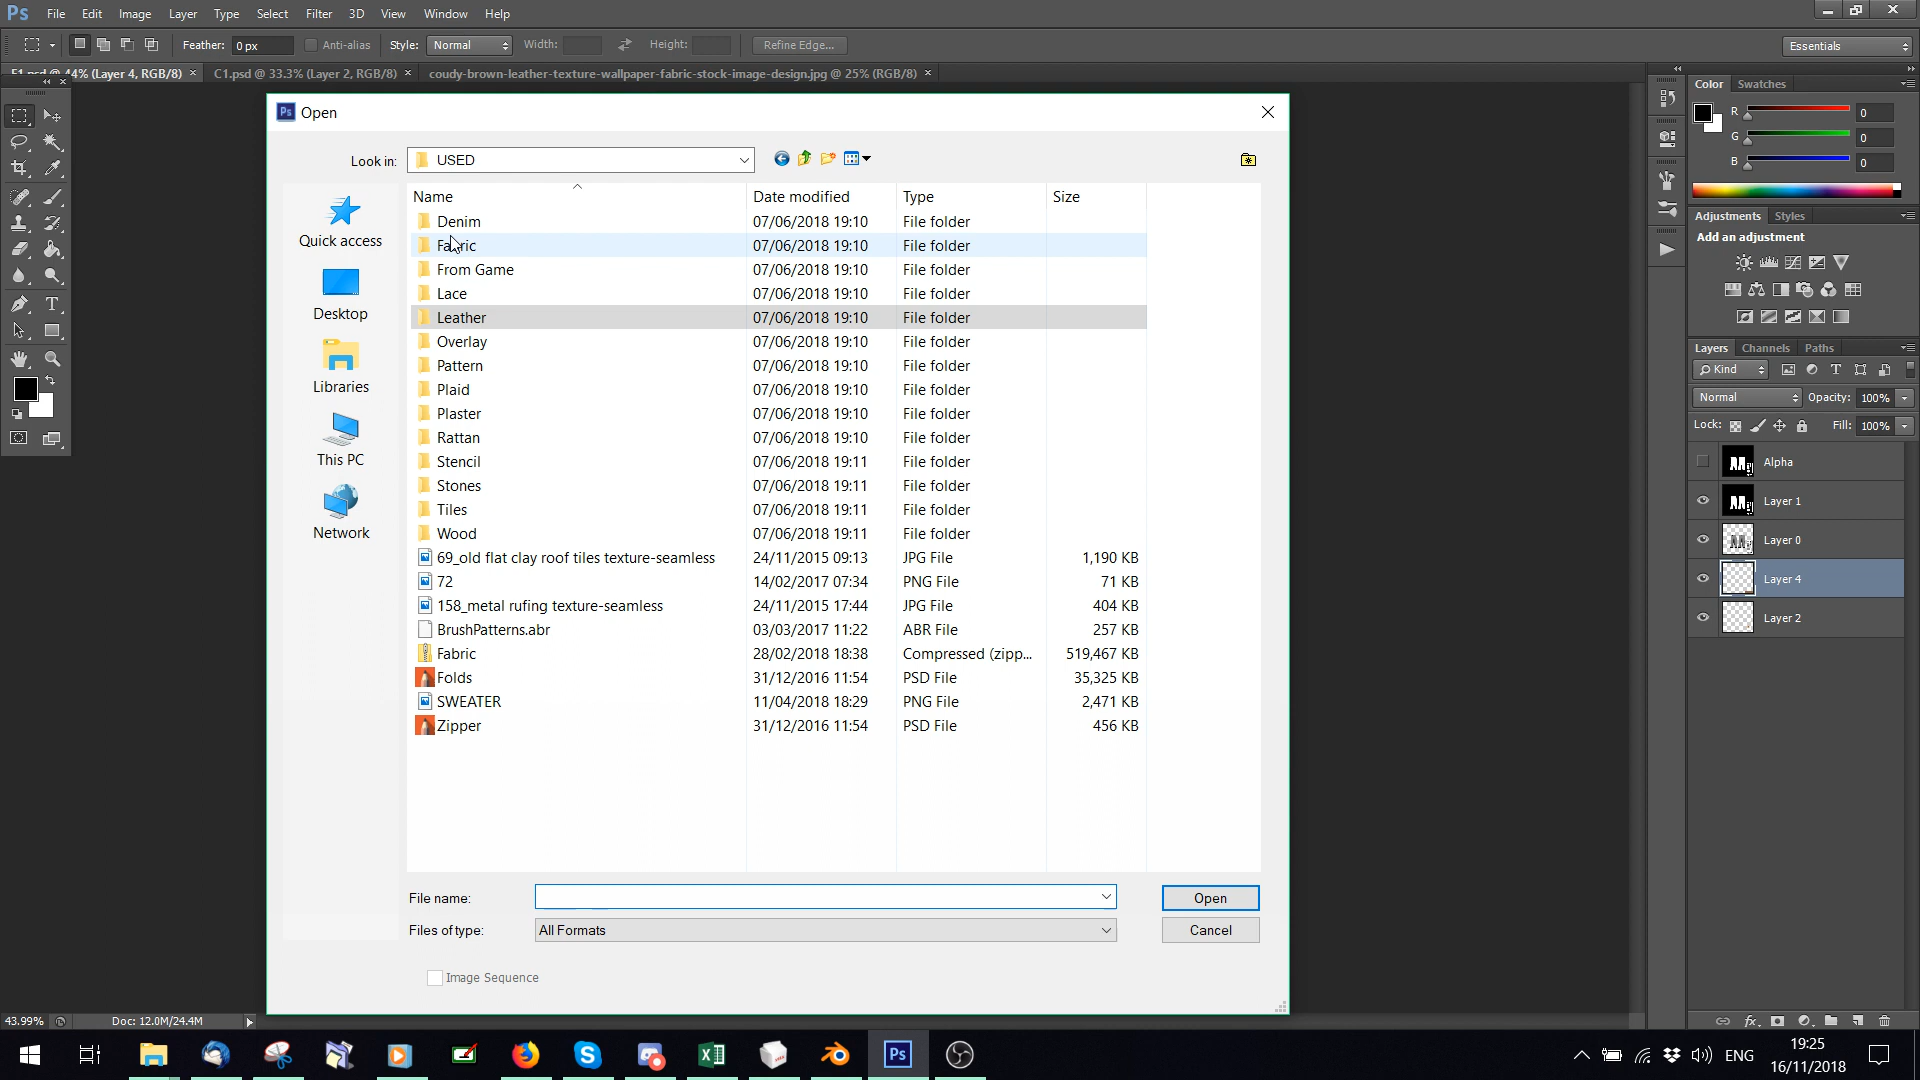 Ps File Edit Image Layer Type Select Filter 3D View Window Help
Feather: 0 px Anti-alias Style: Normal Width: Height: Refine Edge... Essentials
F1.psd @ 44% (Layer 4, RGB/8) × C1.psd @ 33.3% (Layer 2, RGB/8) × coudy-brown-leather-texture-wallpaper-fabric-stock-image-design.jpg @ 25% (RGB/8) ×
Ps Open
Look in: USED
Quick access
Desktop
Libraries
This PC
Network
Name Date modified Type Size
Denim 07/06/2018 19:10 File folder
Fabric 07/06/2018 19:10 File folder
From Game 07/06/2018 19:10 File folder
Lace 07/06/2018 19:10 File folder
Leather 07/06/2018 19:10 File folder
Overlay 07/06/2018 19:10 File folder
Pattern 07/06/2018 19:10 File folder
Plaid 07/06/2018 19:10 File folder
Plaster 07/06/2018 19:10 File folder
Rattan 07/06/2018 19:10 File folder
Stencil 07/06/2018 19:11 File folder
Stones 07/06/2018 19:11 File folder
Tiles 07/06/2018 19:11 File folder
Wood 07/06/2018 19:11 File folder
69_old flat clay roof tiles texture-seamless 24/11/2015 09:13 JPG File 1,190 KB
72 14/02/2017 07:34 PNG File 71 KB
158_metal rufing texture-seamless 24/11/2015 17:44 JPG File 404 KB
BrushPatterns.abr 03/03/2017 11:22 ABR File 257 KB
Fabric 28/02/2018 18:38 Compressed (zipp... 519,467 KB
Folds 31/12/2016 11:54 PSD File 35,325 KB
SWEATER 11/04/2018 18:29 PNG File 2,471 KB
Zipper 31/12/2016 11:54 PSD File 456 KB
File name: Open
Files of type: All Formats Cancel
Image Sequence
Color Swatches
R 0
G 0
B 0
Adjustments Styles
Add an adjustment
Layers Channels Paths
Kind
Normal Opacity: 100%
Lock: Fill: 100%
Alpha
Layer 1
Layer 0
Layer 4
Layer 2
43.99% Doc: 12.0M/24.4M
Ps
ENG
19:25
16/11/2018